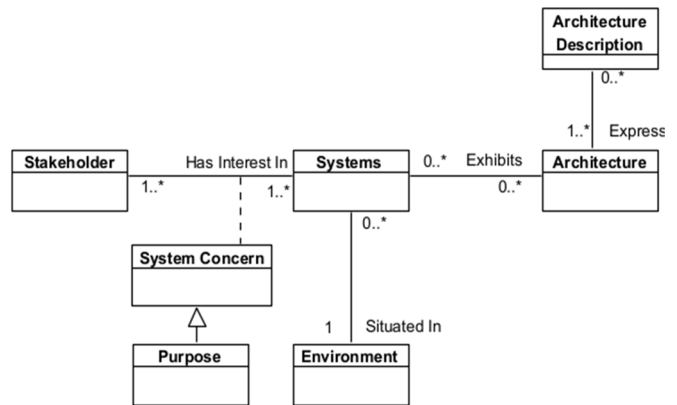 Architecture
Description
0..*
1..* Express
Stakeholder
Has Interest In
Systems
0..* Exhibits
Architecture
1..*
1..*
0..*
0..*
System Concern
1 Situated In
Purpose
Environment